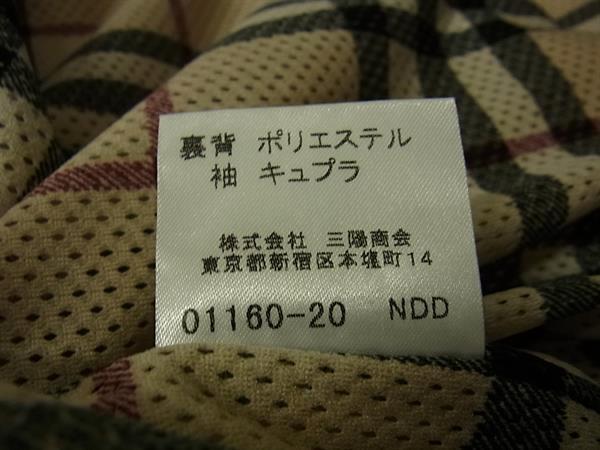 裏背 ポリエステル
袖 キュプラ
株式会社 三陽商会
東京都新宿区本塩町14
01160-20 NDD